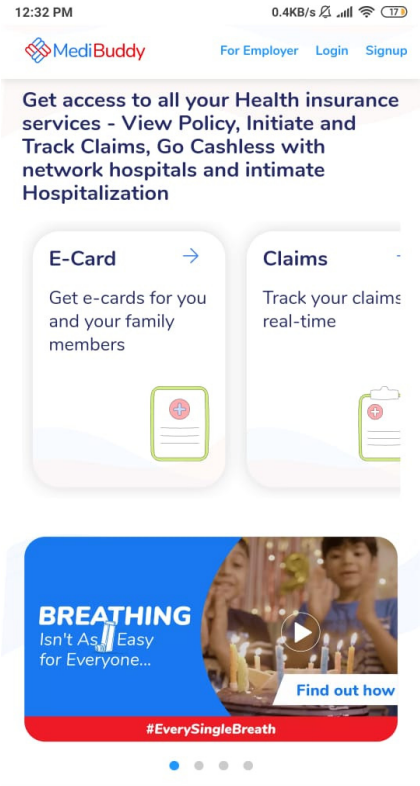 12:32 PM 0.4KB/s 17
MediBuddy For Employer Login Signup
Get access to all your Health insurance
services - View Policy, Initiate and
Track Claims, Go Cashless with
network hospitals and intimate
Hospitalization
E-Card
Get e-cards for you
and your family
members
Claims
Track your claims
real-time
BREATHING
Isn't As Easy
for Everyone...
Find out how
#EverySingleBreath